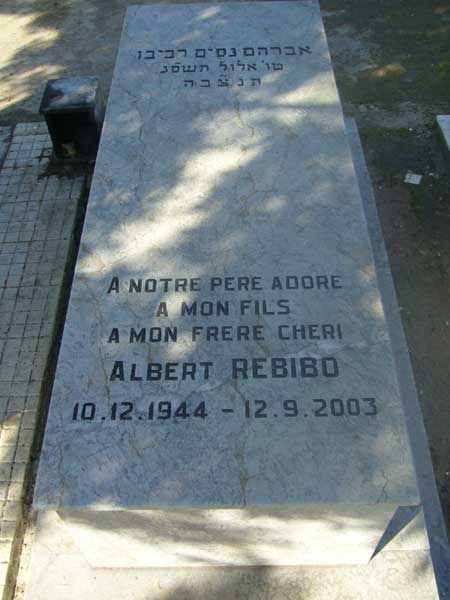 אברהם נסים רביבו
טו' אלול תשסג
תנצבה
A NOTRE PERE ADORE
A MON FILS
A MON FRERE CHERI
ALBERT REBIBO
10.12.1944 - 12.9.2003